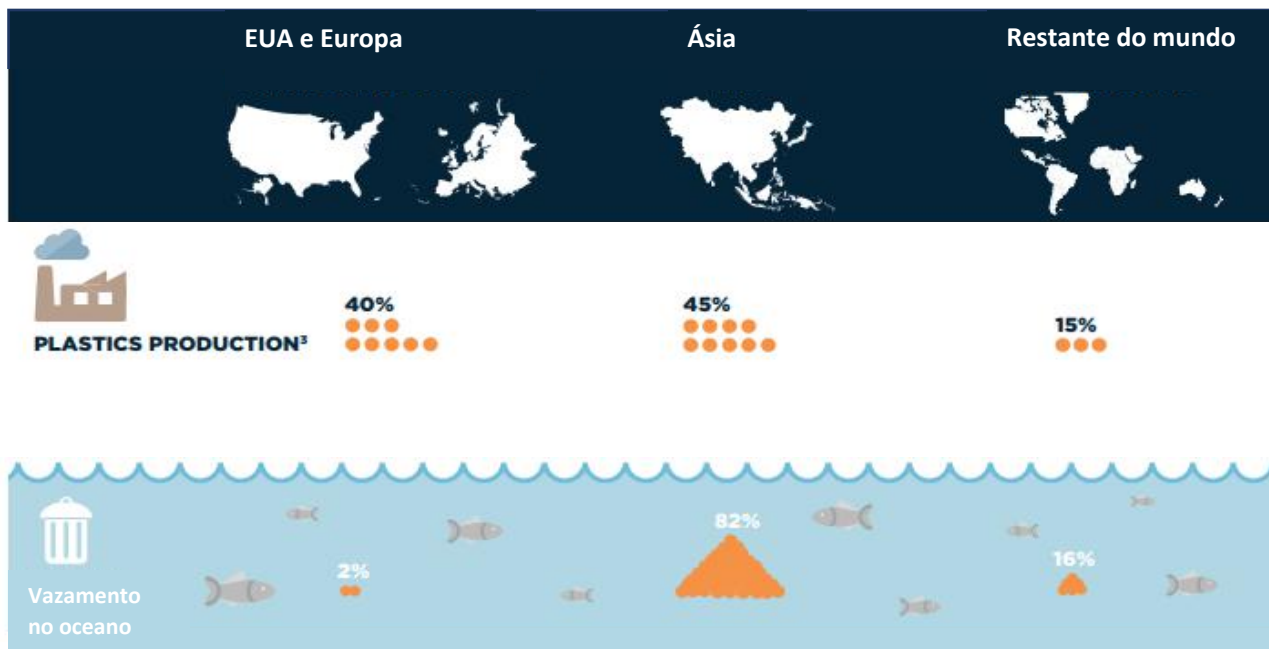 EUA e Europa
Ásia
Restante do mundo
40%
45%
15%
PLASTICS PRODUCTION³
82%
2%
16%
Vazamento
no oceano